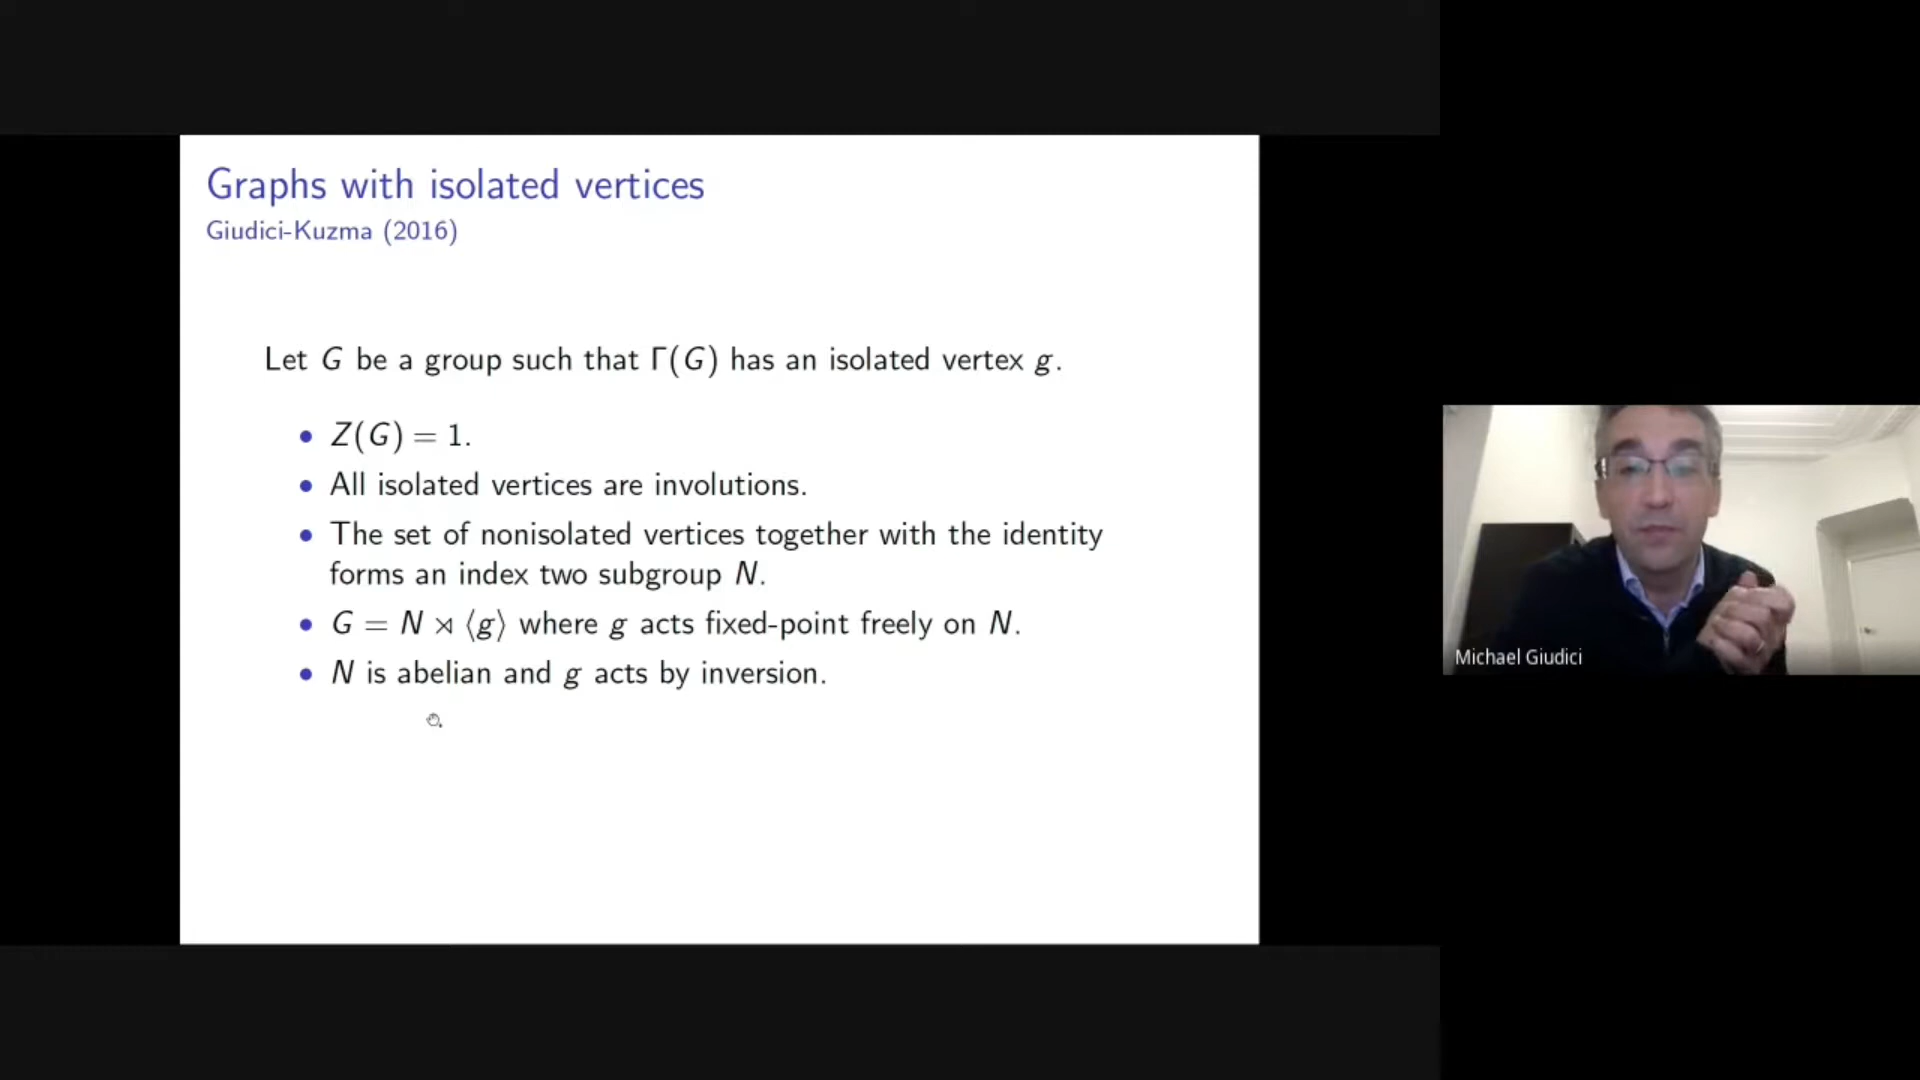 Graphs with isolated vertices
Giudici-Kuzma (2016)
Let G be a group such that Γ(G) has an isolated vertex g.
• Z(G) = 1.
• All isolated vertices are involutions.
• The set of nonisolated vertices together with the identity
forms an index two subgroup N.
• G = N ⋊ ⟨g⟩ where g acts fixed-point freely on N.
• N is abelian and g acts by inversion.
Michael Giudici